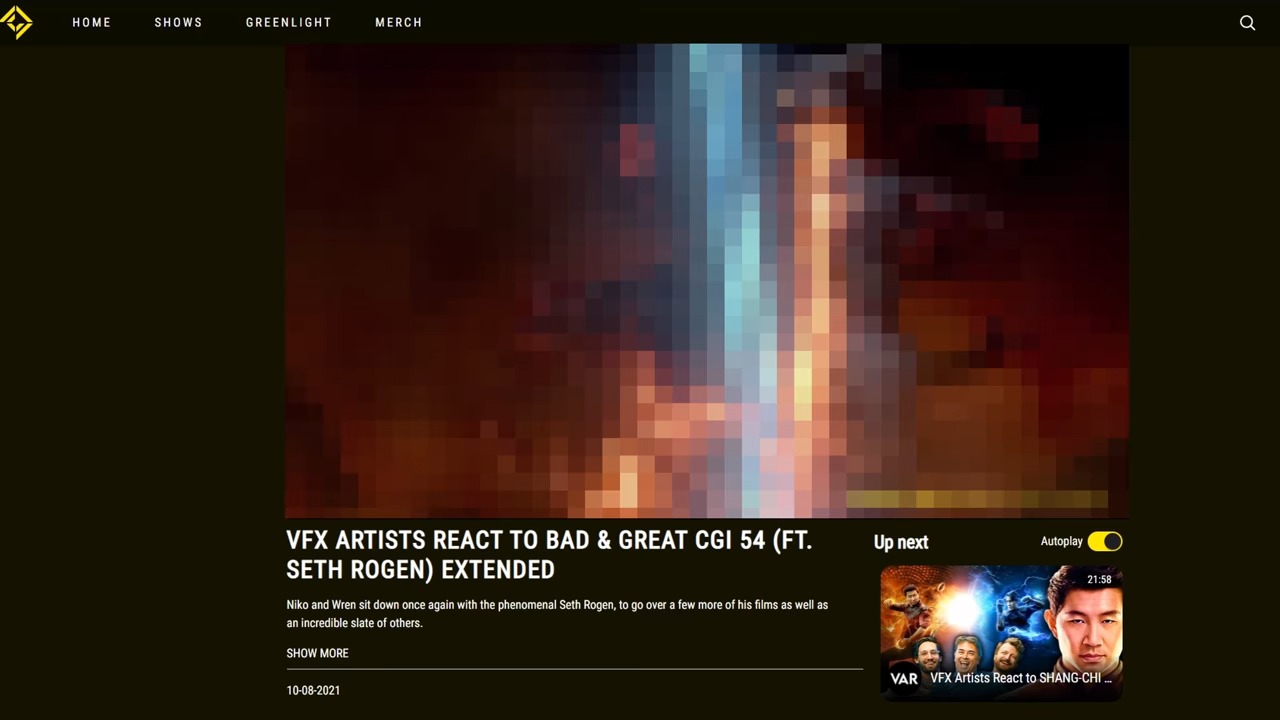 HOME SHOWS GREENLIGHT MERCH
VFX ARTISTS REACT TO BAD & GREAT CGI 54 (FT.
SETH ROGEN) EXTENDED
Niko and Wren sit down once again with the phenomenal Seth Rogen, to go over a few more of his films as well as
an incredible slate of others.
SHOW MORE
10-08-2021
Up next
Autoplay
21:58
VAR
VFX Artists React to SHANG-CHI ...